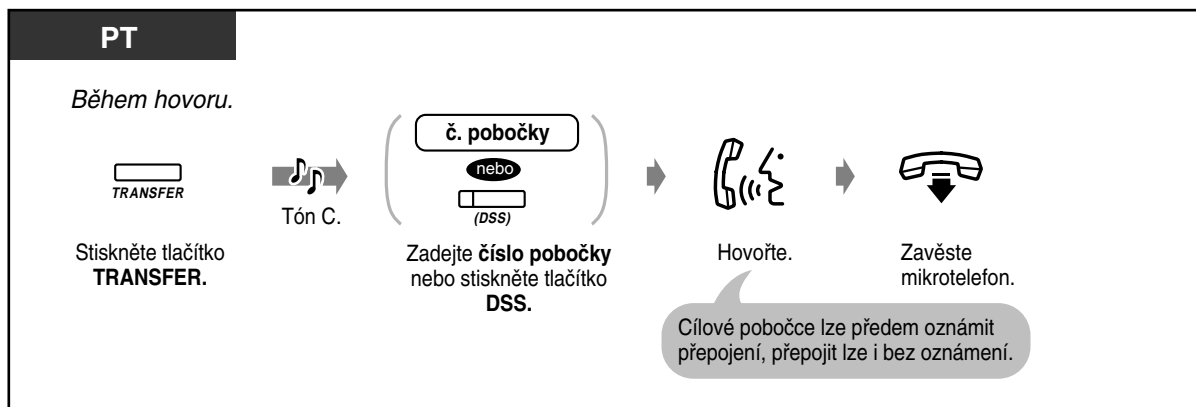 PT
Během hovoru.
TRANSFER
Stiskněte tlačítko
TRANSFER.
Tón C.
č. pobočky
nebo
(DSS)
Zadejte číslo pobočky
nebo stiskněte tlačítko
DSS.
Hovořte.
Cílové pobočce lze předem oznámit
přepojení, přepojit lze i bez oznámení.
Zavěste
mikrotelefon.